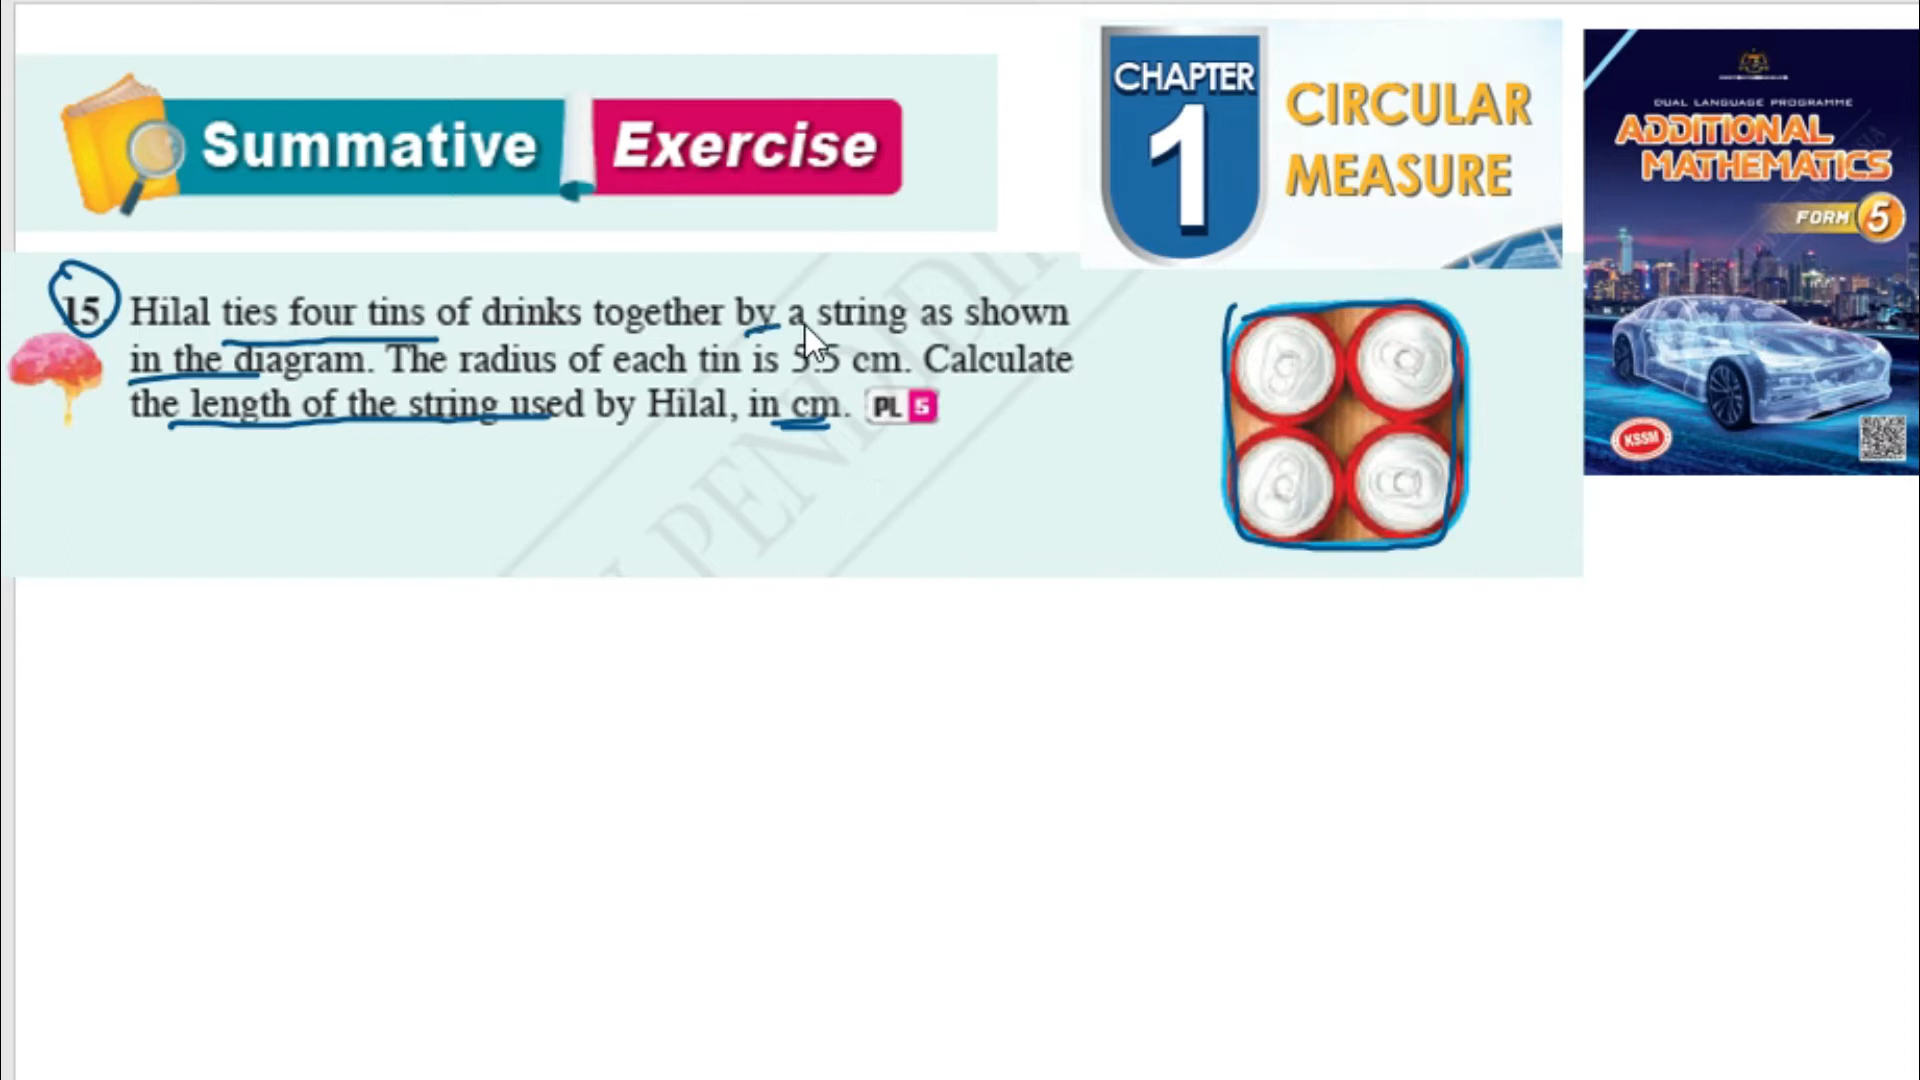 Summative Exercise
CHAPTER
1
CIRCULAR
MEASURE
DUAL LANGUAGE PROGRAMME
ADDITIONAL
MATHEMATICS
FORM 5
KSSM
15 Hilal ties four tins of drinks together by a string as shown
in the diagram. The radius of each tin is 5.5 cm. Calculate
the length of the string used by Hilal, in cm. PL 5